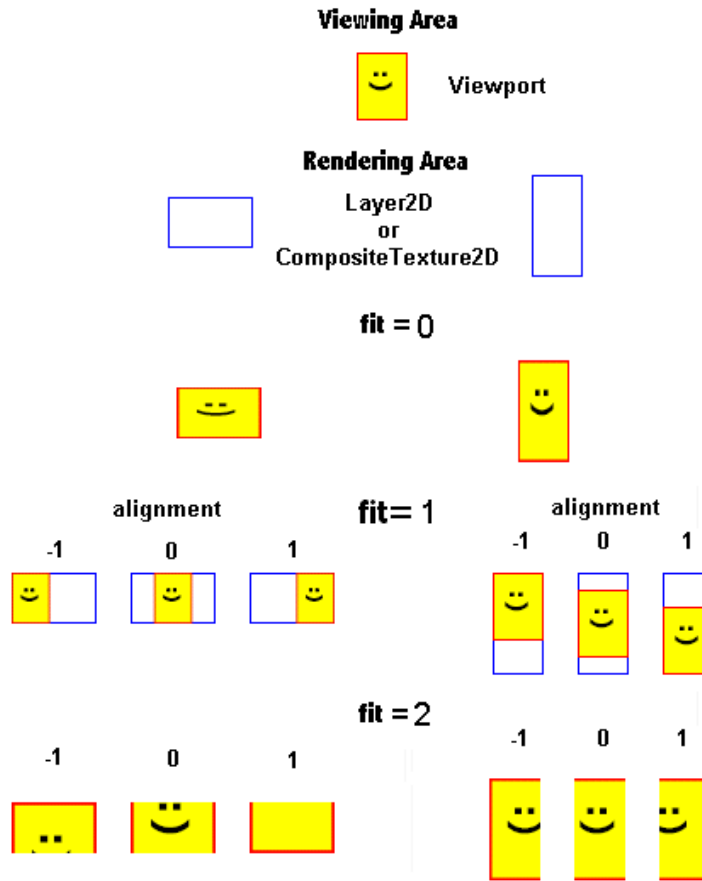 Viewing Area
Viewport
Rendering Area
Layer2D
or
CompositeTexture2D
fit = 0
alignment
fit= 1
alignment
-1 0 1
-1 0 1
fit = 2
-1 0 1
-1 0 1